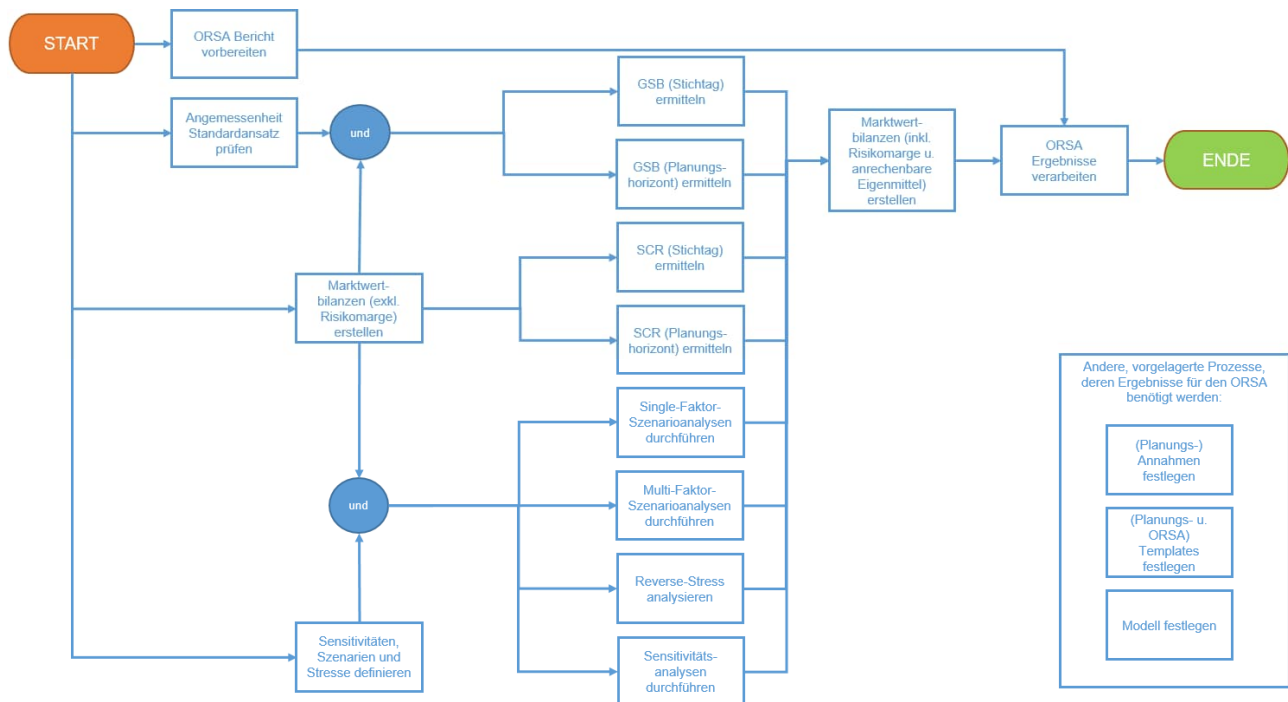 START
ORSA Bericht
vorbereiten
Angemessenheit
Standardansatz
prüfen
und
GSB (Stichtag)
ermitteln
GSB (Planungs-
horizont) ermitteln
Marktwert-
bilanzen (inkl.
Risikomarge u.
anrechenbare
Eigenmittel)
erstellen
ORSA
Ergebnisse
verarbeiten
ENDE
Marktwert-
bilanzen (exkl.
Risikomarge)
erstellen
SCR (Stichtag)
ermitteln
SCR (Planungs-
horizont) ermitteln
und
Single-Faktor-
Szenarioanalysen
durchführen
Multi-Faktor-
Szenarioanalysen
durchführen
Reverse-Stress
analysieren
Sensitivitäten,
Szenarien und
Stresse definieren
Sensitivitäts-
analysen
durchführen
Andere, vorgelagerte Prozesse,
deren Ergebnisse für den ORSA
benötigt werden:
(Planungs-)
Annahmen
festlegen
(Planungs- u.
ORSA)
Templates
festlegen
Modell festlegen